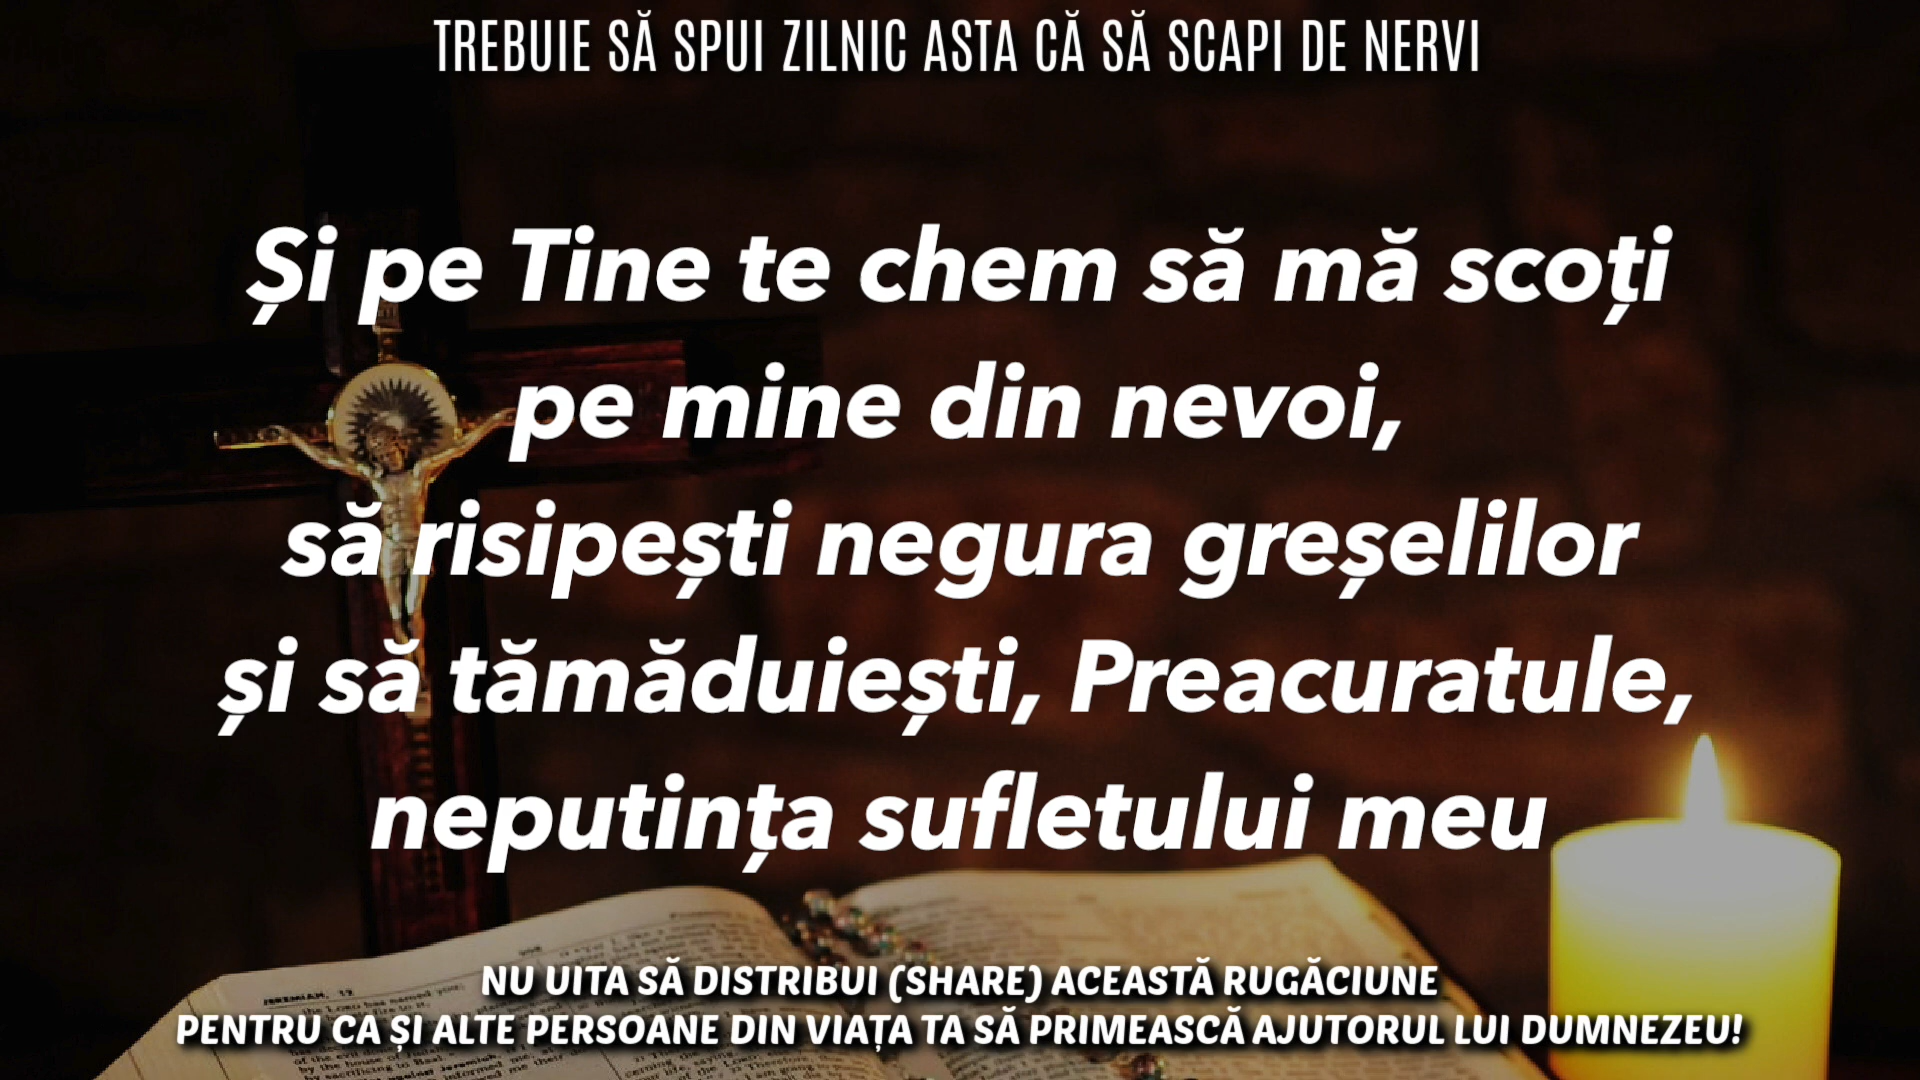 TREBUIE SĂ SPUI ZILNIC ASTA CĂ SĂ SCAPI DE NERVI
Și pe Tine te chem să mă scoți
pe mine din nevoi,
să risipești negura greșelilor
și să tămăduiești, Preacuratule,
neputința sufletului meu
NU UITA SĂ DISTRIBUI (SHARE) ACEASTĂ RUGĂCIUNE
PENTRU CA ȘI ALTE PERSOANE DIN VIAȚA TA SĂ PRIMEASCĂ AJUTORUL LUI DUMNEZEU!
JEREMIAH, 19